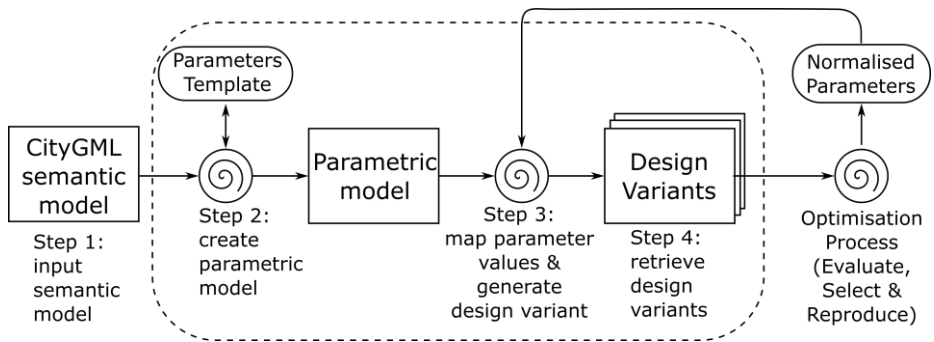 Parameters
Template
Normalised
Parameters
CityGML
semantic
model
Parametric
model
Design
Variants
Step 1:
input
semantic
model
Step 2:
create
parametric
model
Step 3:
map parameter
values &
generate
design variant
Step 4:
retrieve
design
variants
Optimisation
Process
(Evaluate,
Select &
Reproduce)